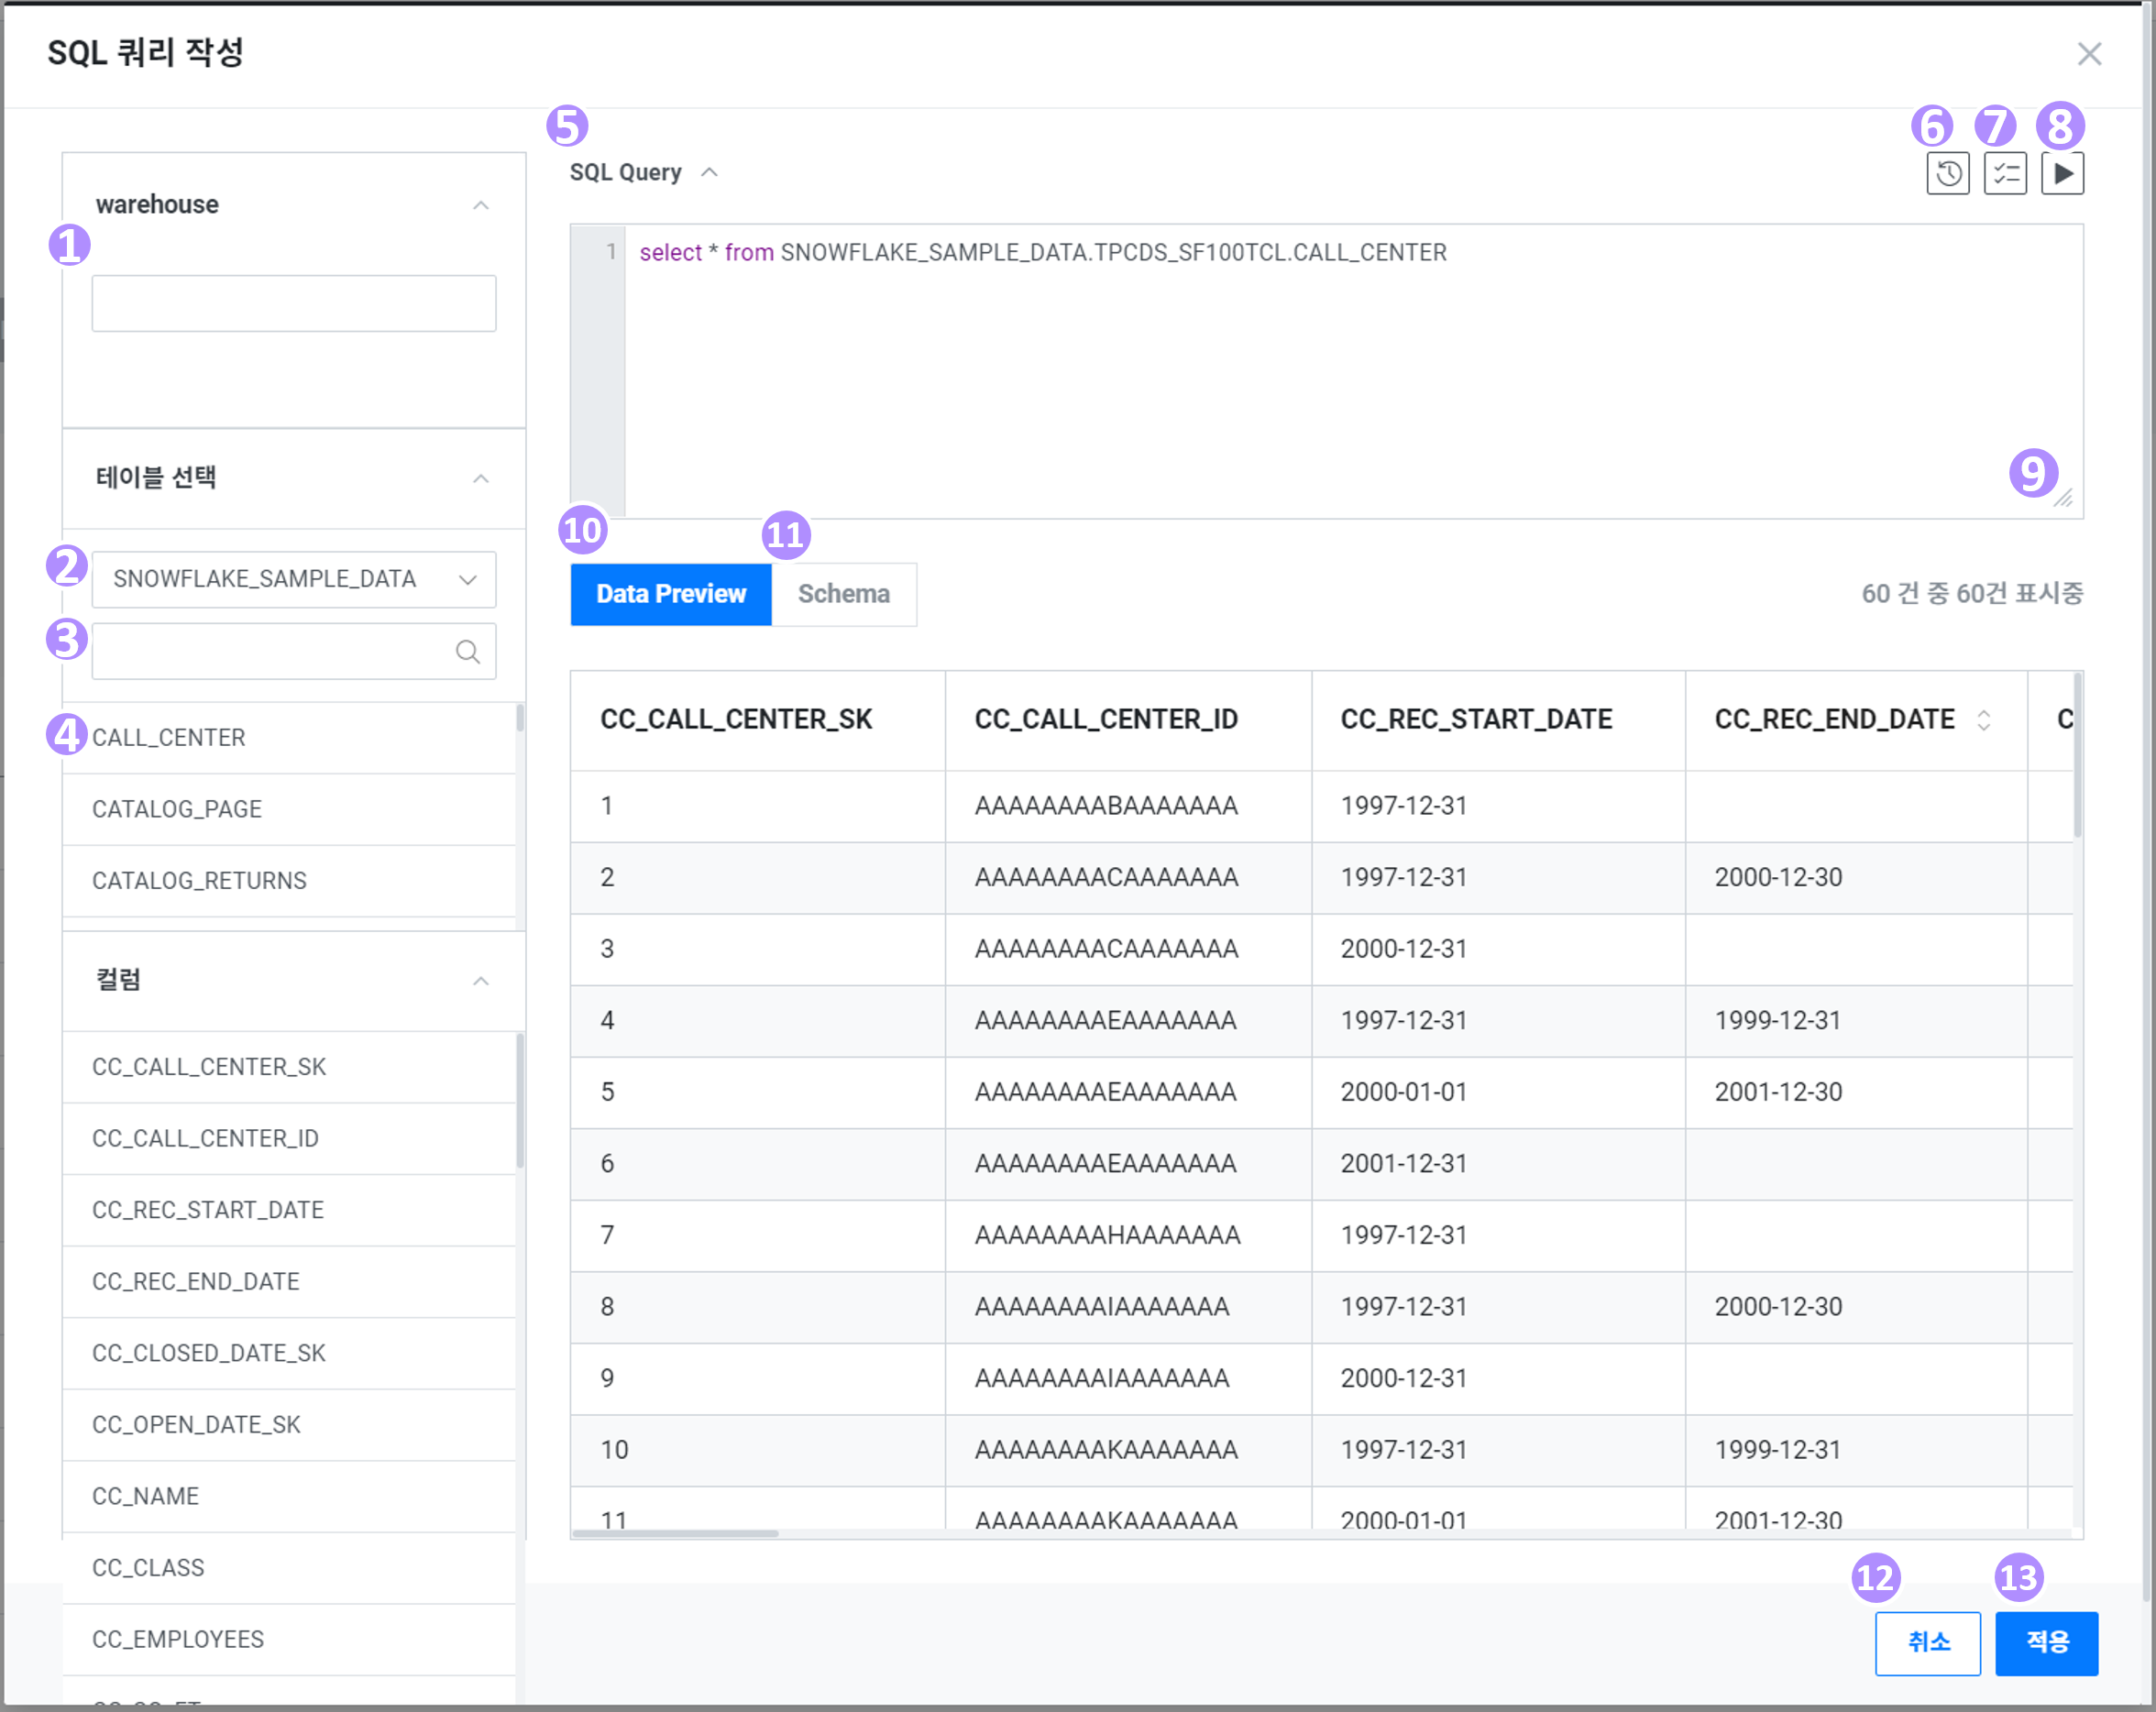 SQL 쿼리 작성
warehouse
1
테이블 선택
2
SNOWFLAKE_SAMPLE_DATA
3
4
CALL_CENTER
CATALOG_PAGE
CATALOG_RETURNS
컬럼
CC_CALL_CENTER_SK
CC_CALL_CENTER_ID
CC_REC_START_DATE
CC_REC_END_DATE
CC_CLOSED_DATE_SK
CC_OPEN_DATE_SK
CC_NAME
CC_CLASS
CC_EMPLOYEES
5
SQL Query
6 7 8
1 select * from SNOWFLAKE_SAMPLE_DATA.TPCDS_SF100TCL.CALL_CENTER
9
10 11
Data Preview Schema 60 건 중 60건 표시중
CC_CALL_CENTER_SK CC_CALL_CENTER_ID CC_REC_START_DATE CC_REC_END_DATE C
1 AAAAAAAABAAAAAAA 1997-12-31
2 AAAAAAAACAAAAAAA 1997-12-31 2000-12-30
3 AAAAAAAACAAAAAAA 2000-12-31
4 AAAAAAAAEAAAAAAA 1997-12-31 1999-12-31
5 AAAAAAAAEAAAAAAA 2000-01-01 2001-12-30
6 AAAAAAAAEAAAAAAA 2001-12-31
7 AAAAAAAAHAAAAAAA 1997-12-31
8 AAAAAAAAIAAAAAAA 1997-12-31 2000-12-30
9 AAAAAAAAIAAAAAAA 2000-12-31
10 AAAAAAAAKAAAAAAA 1997-12-31 1999-12-31
11 AAAAAAAAKAAAAAAA 2000-01-01 2001-12-30
12 13
취소 적용